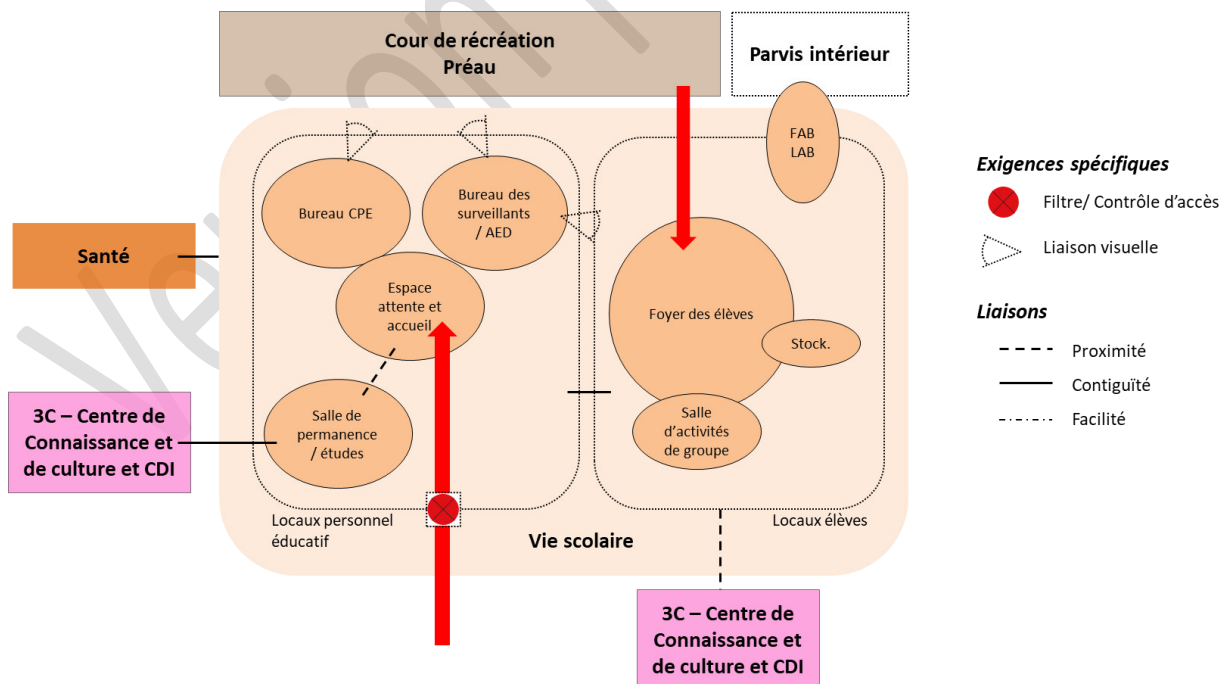 Cour de récréation
Préau
Parvis intérieur
FAB
LAB
Exigences spécifiques
Filtre/ Contrôle d'accès
Liaison visuelle
Bureau CPE
Bureau des
surveillants
/ AED
Santé
Espace
attente et
accueil
Foyer des élèves
Stock.
Liaisons
Proximité
Contiguïté
Facilité
3C – Centre de
Connaissance et
de culture et CDI
Salle de
permanence
/ études
Salle
d'activités
de groupe
Locaux personnel
éducatif
Vie scolaire
Locaux élèves
3C – Centre de
Connaissance et
de culture et CDI